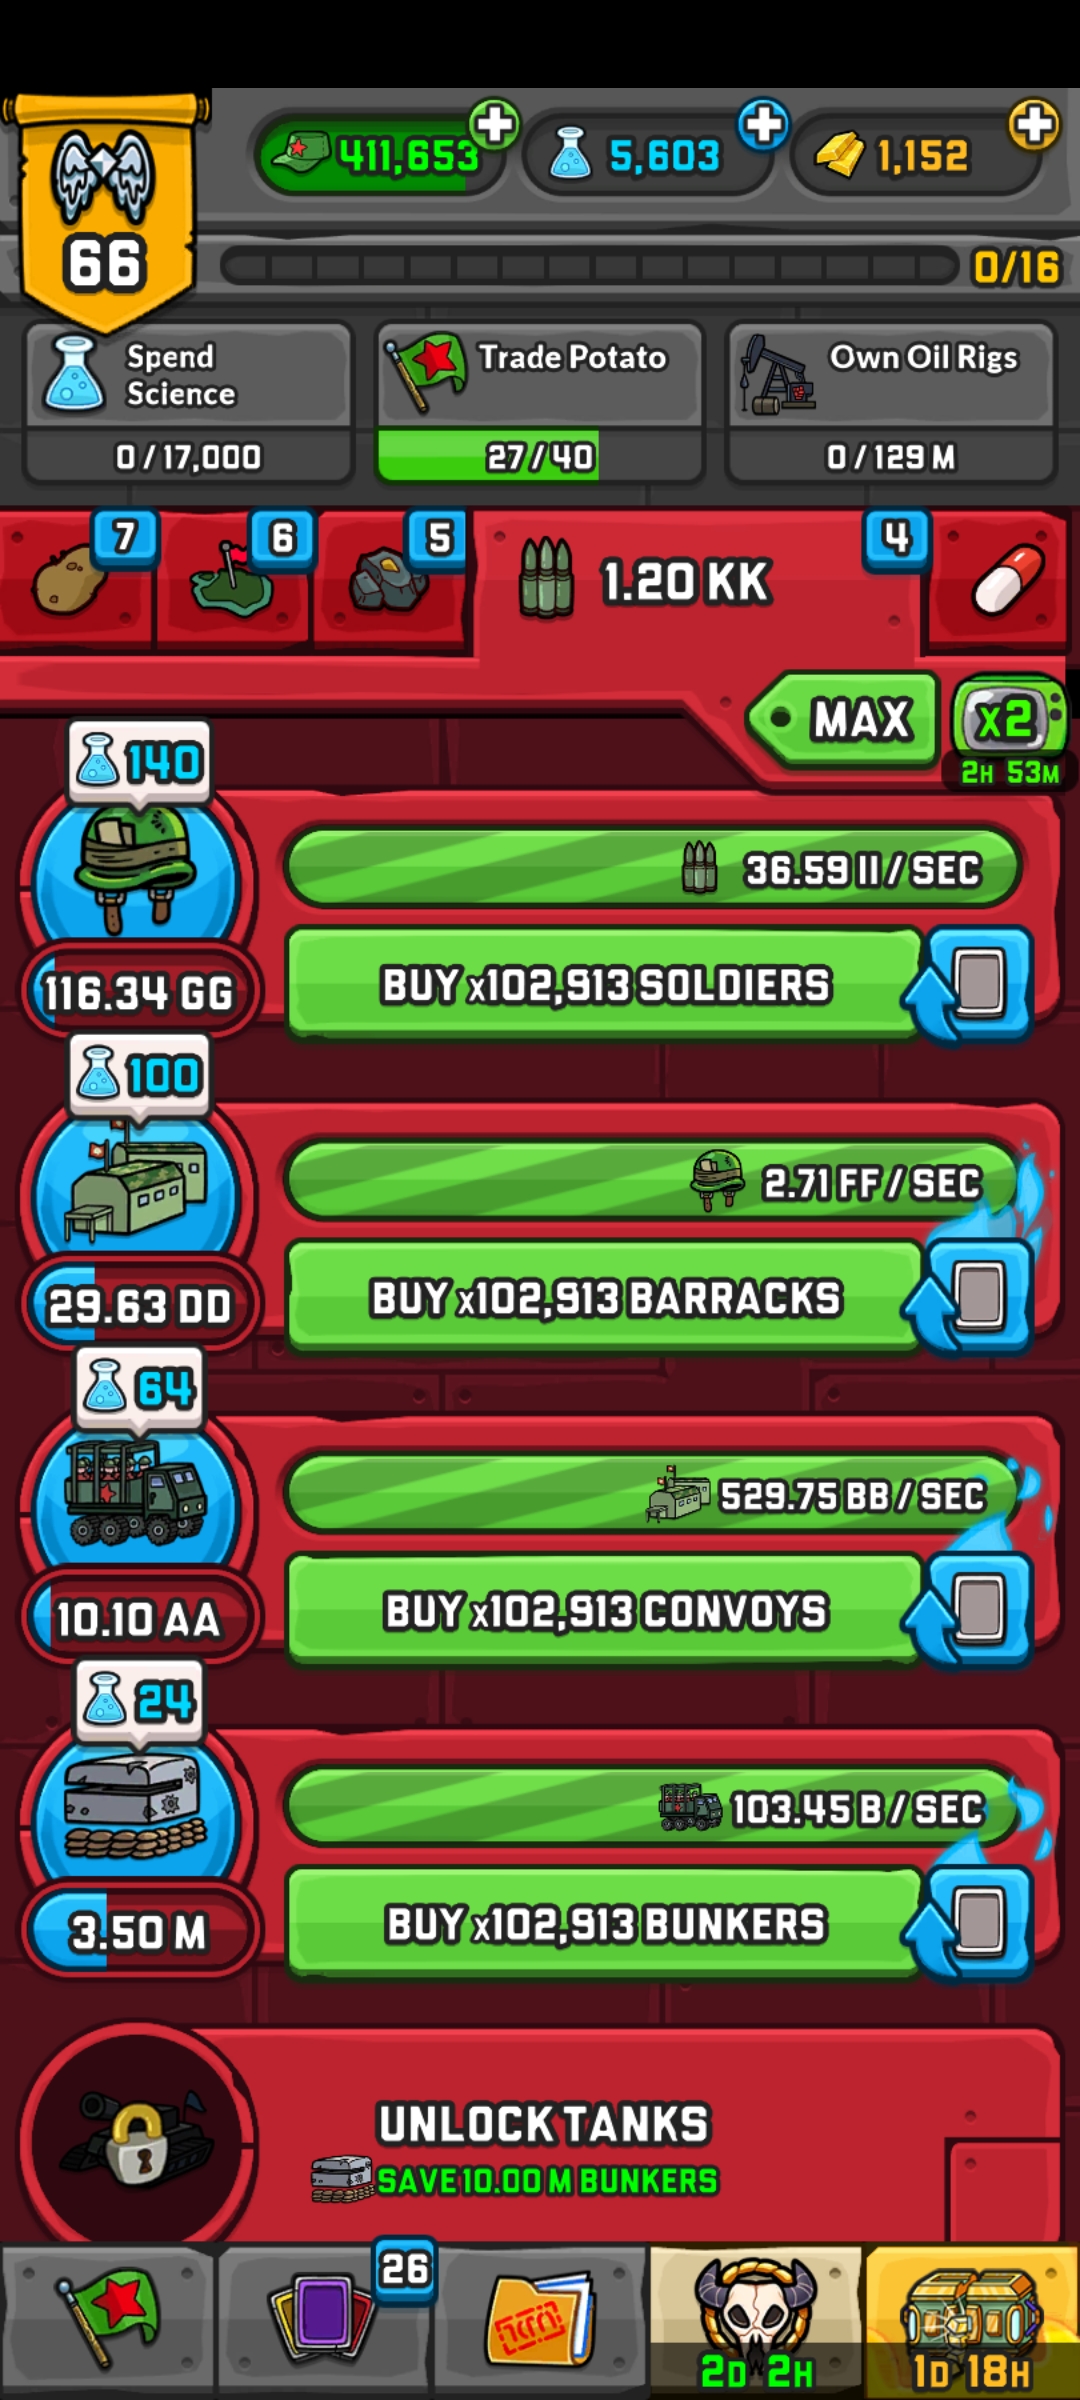 411,653
5,603
1,152
66
0/16
Spend
Science
Trade Potato
Own Oil Rigs
0 / 17,000
27 / 40
0 / 129 M
7
6
5
1.20 KK
4
MAX
x2
2H 53M
140
36.59 II / SEC
BUY x102,913 SOLDIERS
116.34 GG
100
2.71 FF / SEC
BUY x102,913 BARRACKS
29.63 DD
64
529.75 BB / SEC
BUY x102,913 CONVOYS
10.10 AA
24
103.45 B / SEC
BUY x102,913 BUNKERS
3.50 M
UNLOCK TANKS
SAVE 10.00 M BUNKERS
26
2D 2H
1D 18H